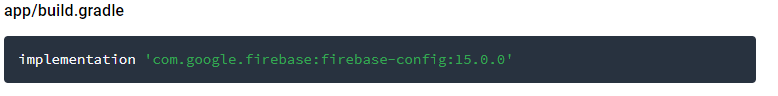 app/build.gradle
implementation 'com.google.firebase:firebase-config:15.0.0'